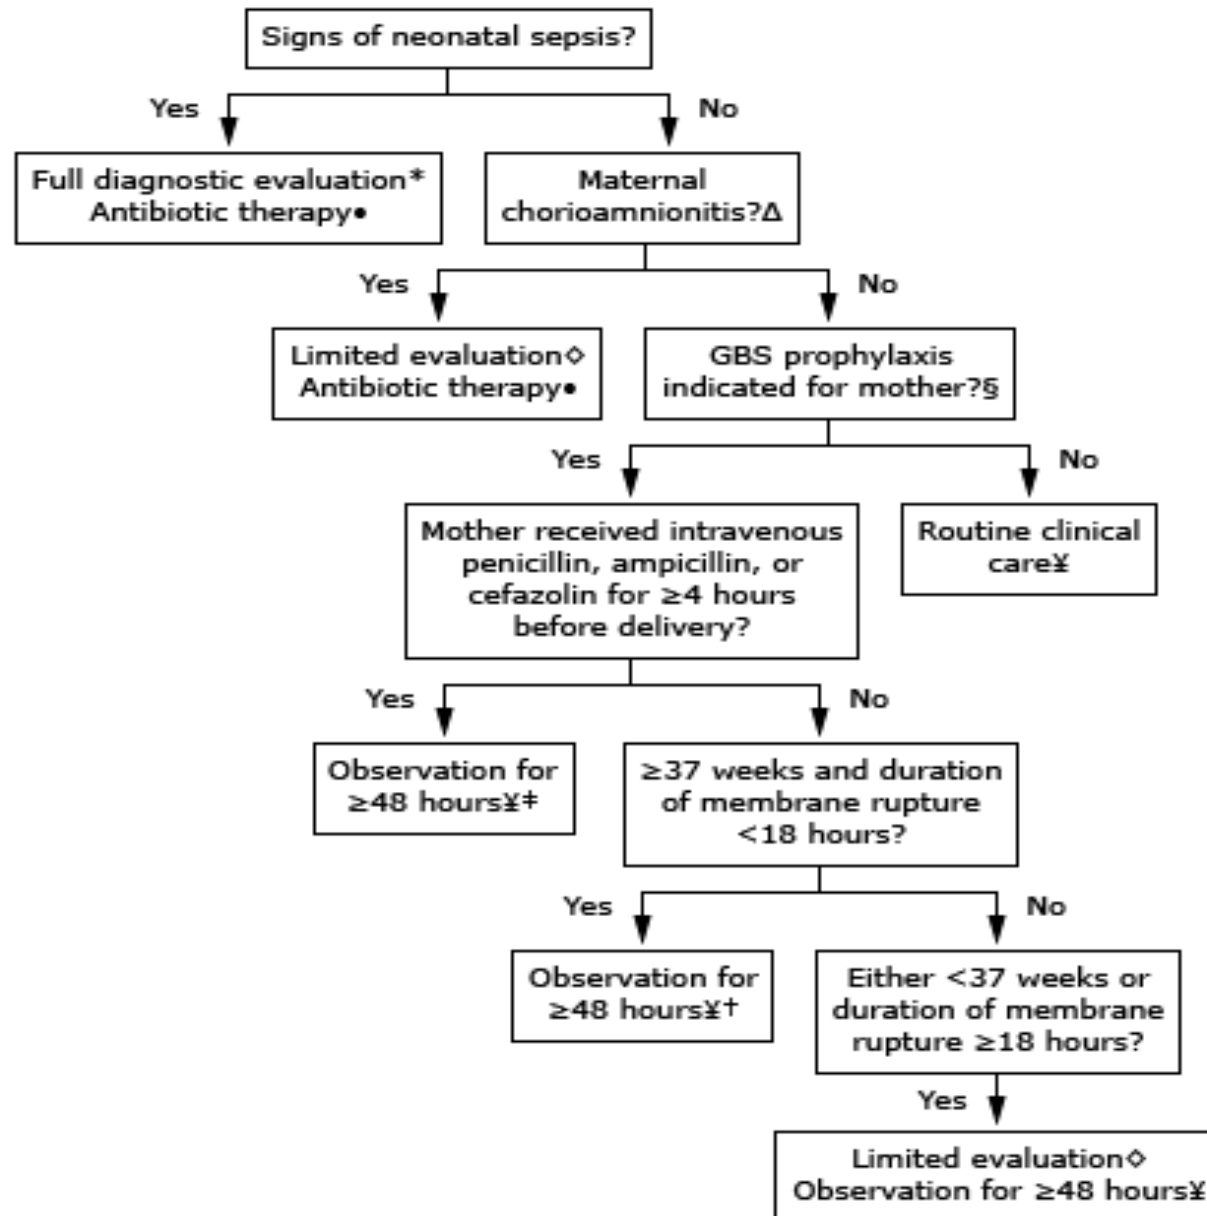 Signs of neonatal sepsis?
Yes
No
Full diagnostic evaluation*
Antibiotic therapy•
Maternal
chorioamnionitis?Δ
Yes
No
Limited evaluation◇
Antibiotic therapy•
GBS prophylaxis
indicated for mother?§
Yes
No
Mother received intravenous
penicillin, ampicillin, or
cefazolin for ≥4 hours
before delivery?
Routine clinical
care¥
Yes
No
Observation for
≥48 hours¥‡
≥37 weeks and duration
of membrane rupture
<18 hours?
Yes
No
Observation for
≥48 hours¥†
Either <37 weeks or
duration of membrane
rupture ≥18 hours?
Yes
Limited evaluation◇
Observation for ≥48 hours¥